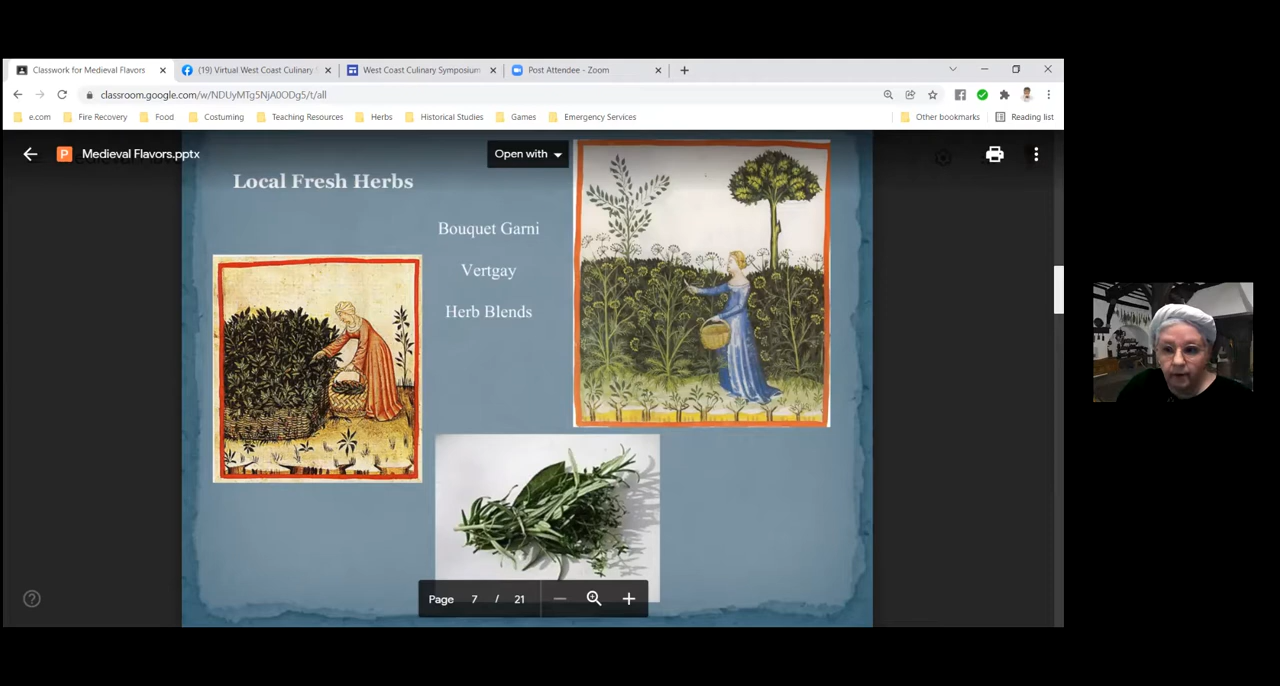 Classwork for Medieval Flavors
(19) Virtual West Coast Culinary
West Coast Culinary Symposium
Post Attendee - Zoom
classroom.google.com/w/NDUyMTg5NjA0ODg5/t/all
e.com
Fire Recovery
Food
Costuming
Teaching Resources
Herbs
Historical Studies
Games
Emergency Services
Other bookmarks
Reading list
P
Medieval Flavors.pptx
Open with
Local Fresh Herbs
Bouquet Garni
Vertgay
Herb Blends
Page 7 / 21